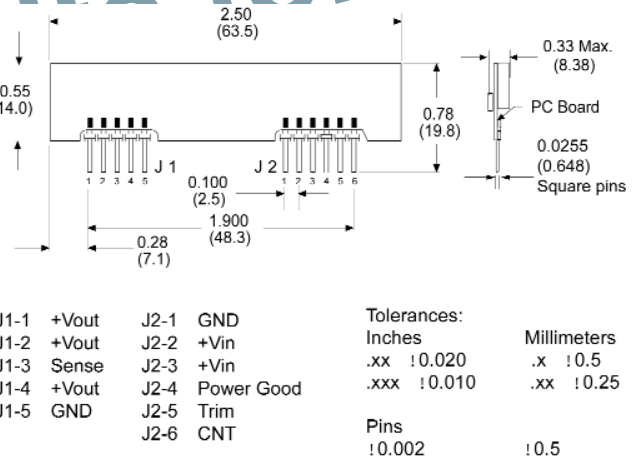 2.50
(63.5)
0.33 Max.
(8.38)
0.55
14.0)
0.78
(19.8)
PC Board
0.0255
(0.648)
Square pins
J 1
J 2
1 2 3 4 5
1 2 3 4 5 6
0.100
(2.5)
1.900
(48.3)
0.28
(7.1)
J1-1 +Vout J2-1 GND
J1-2 +Vout J2-2 +Vin
J1-3 Sense J2-3 +Vin
J1-4 +Vout J2-4 Power Good
J1-5 GND J2-5 Trim
J2-6 CNT
Tolerances:
Inches Millimeters
.xx !0.020 .x !0.5
.xxx !0.010 .xx !0.25
Pins
!0.002 !0.5